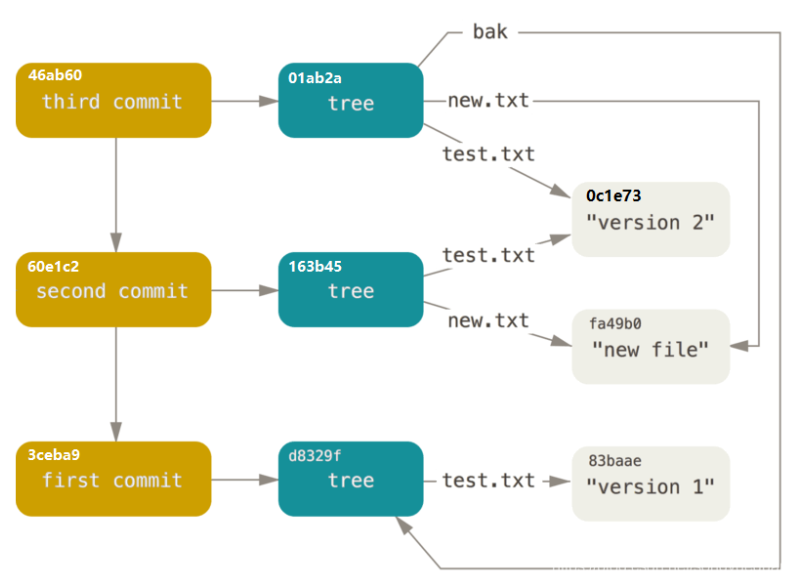 bak
46ab60
third commit
01ab2a
tree
new.txt
test.txt
0c1e73
"version 2"
60e1c2
second commit
163b45
tree
test.txt
new.txt
fa49b0
"new file"
3ceba9
first commit
d8329f
tree
test.txt
83baae
"version 1"